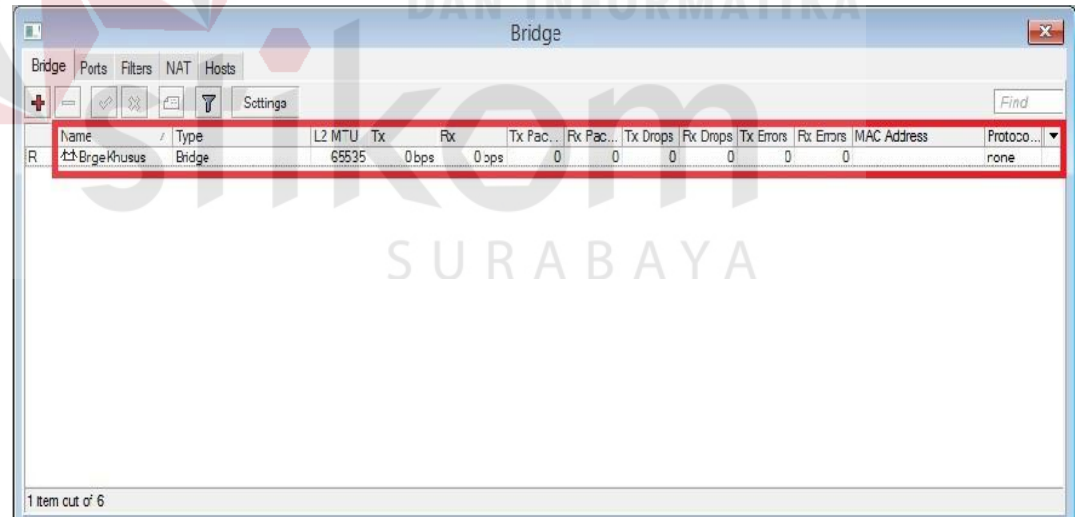 DAN INFORMATIKA
Bridge
Bridge Ports Filters NAT Hosts
Settings Find
Name Type L2 MTU Tx Rx Tx Pac... Rx Pac... Tx Drops Rx Drops Tx Errors Rx Errors MAC Address Protoco...
R BrgeKhusus Bridge 65535 0 bps 0 bps 0 0 0 0 0 0 none
stikom
SURABAYA
1 item out of 6